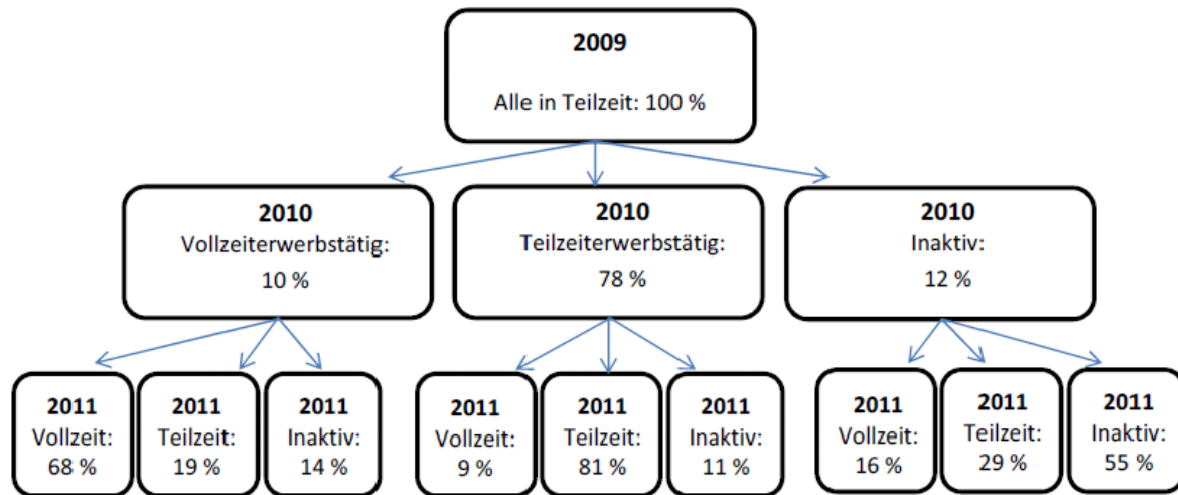 2009
Alle in Teilzeit: 100 %
2010
Vollzeiterwerbstätig:
10 %
2010
Teilzeiterwerbstätig:
78 %
2010
Inaktiv:
12 %
2011
Vollzeit:
68 %
2011
Teilzeit:
19 %
2011
Inaktiv:
14 %
2011
Vollzeit:
9 %
2011
Teilzeit:
81 %
2011
Inaktiv:
11 %
2011
Vollzeit:
16 %
2011
Teilzeit:
29 %
2011
Inaktiv:
55 %